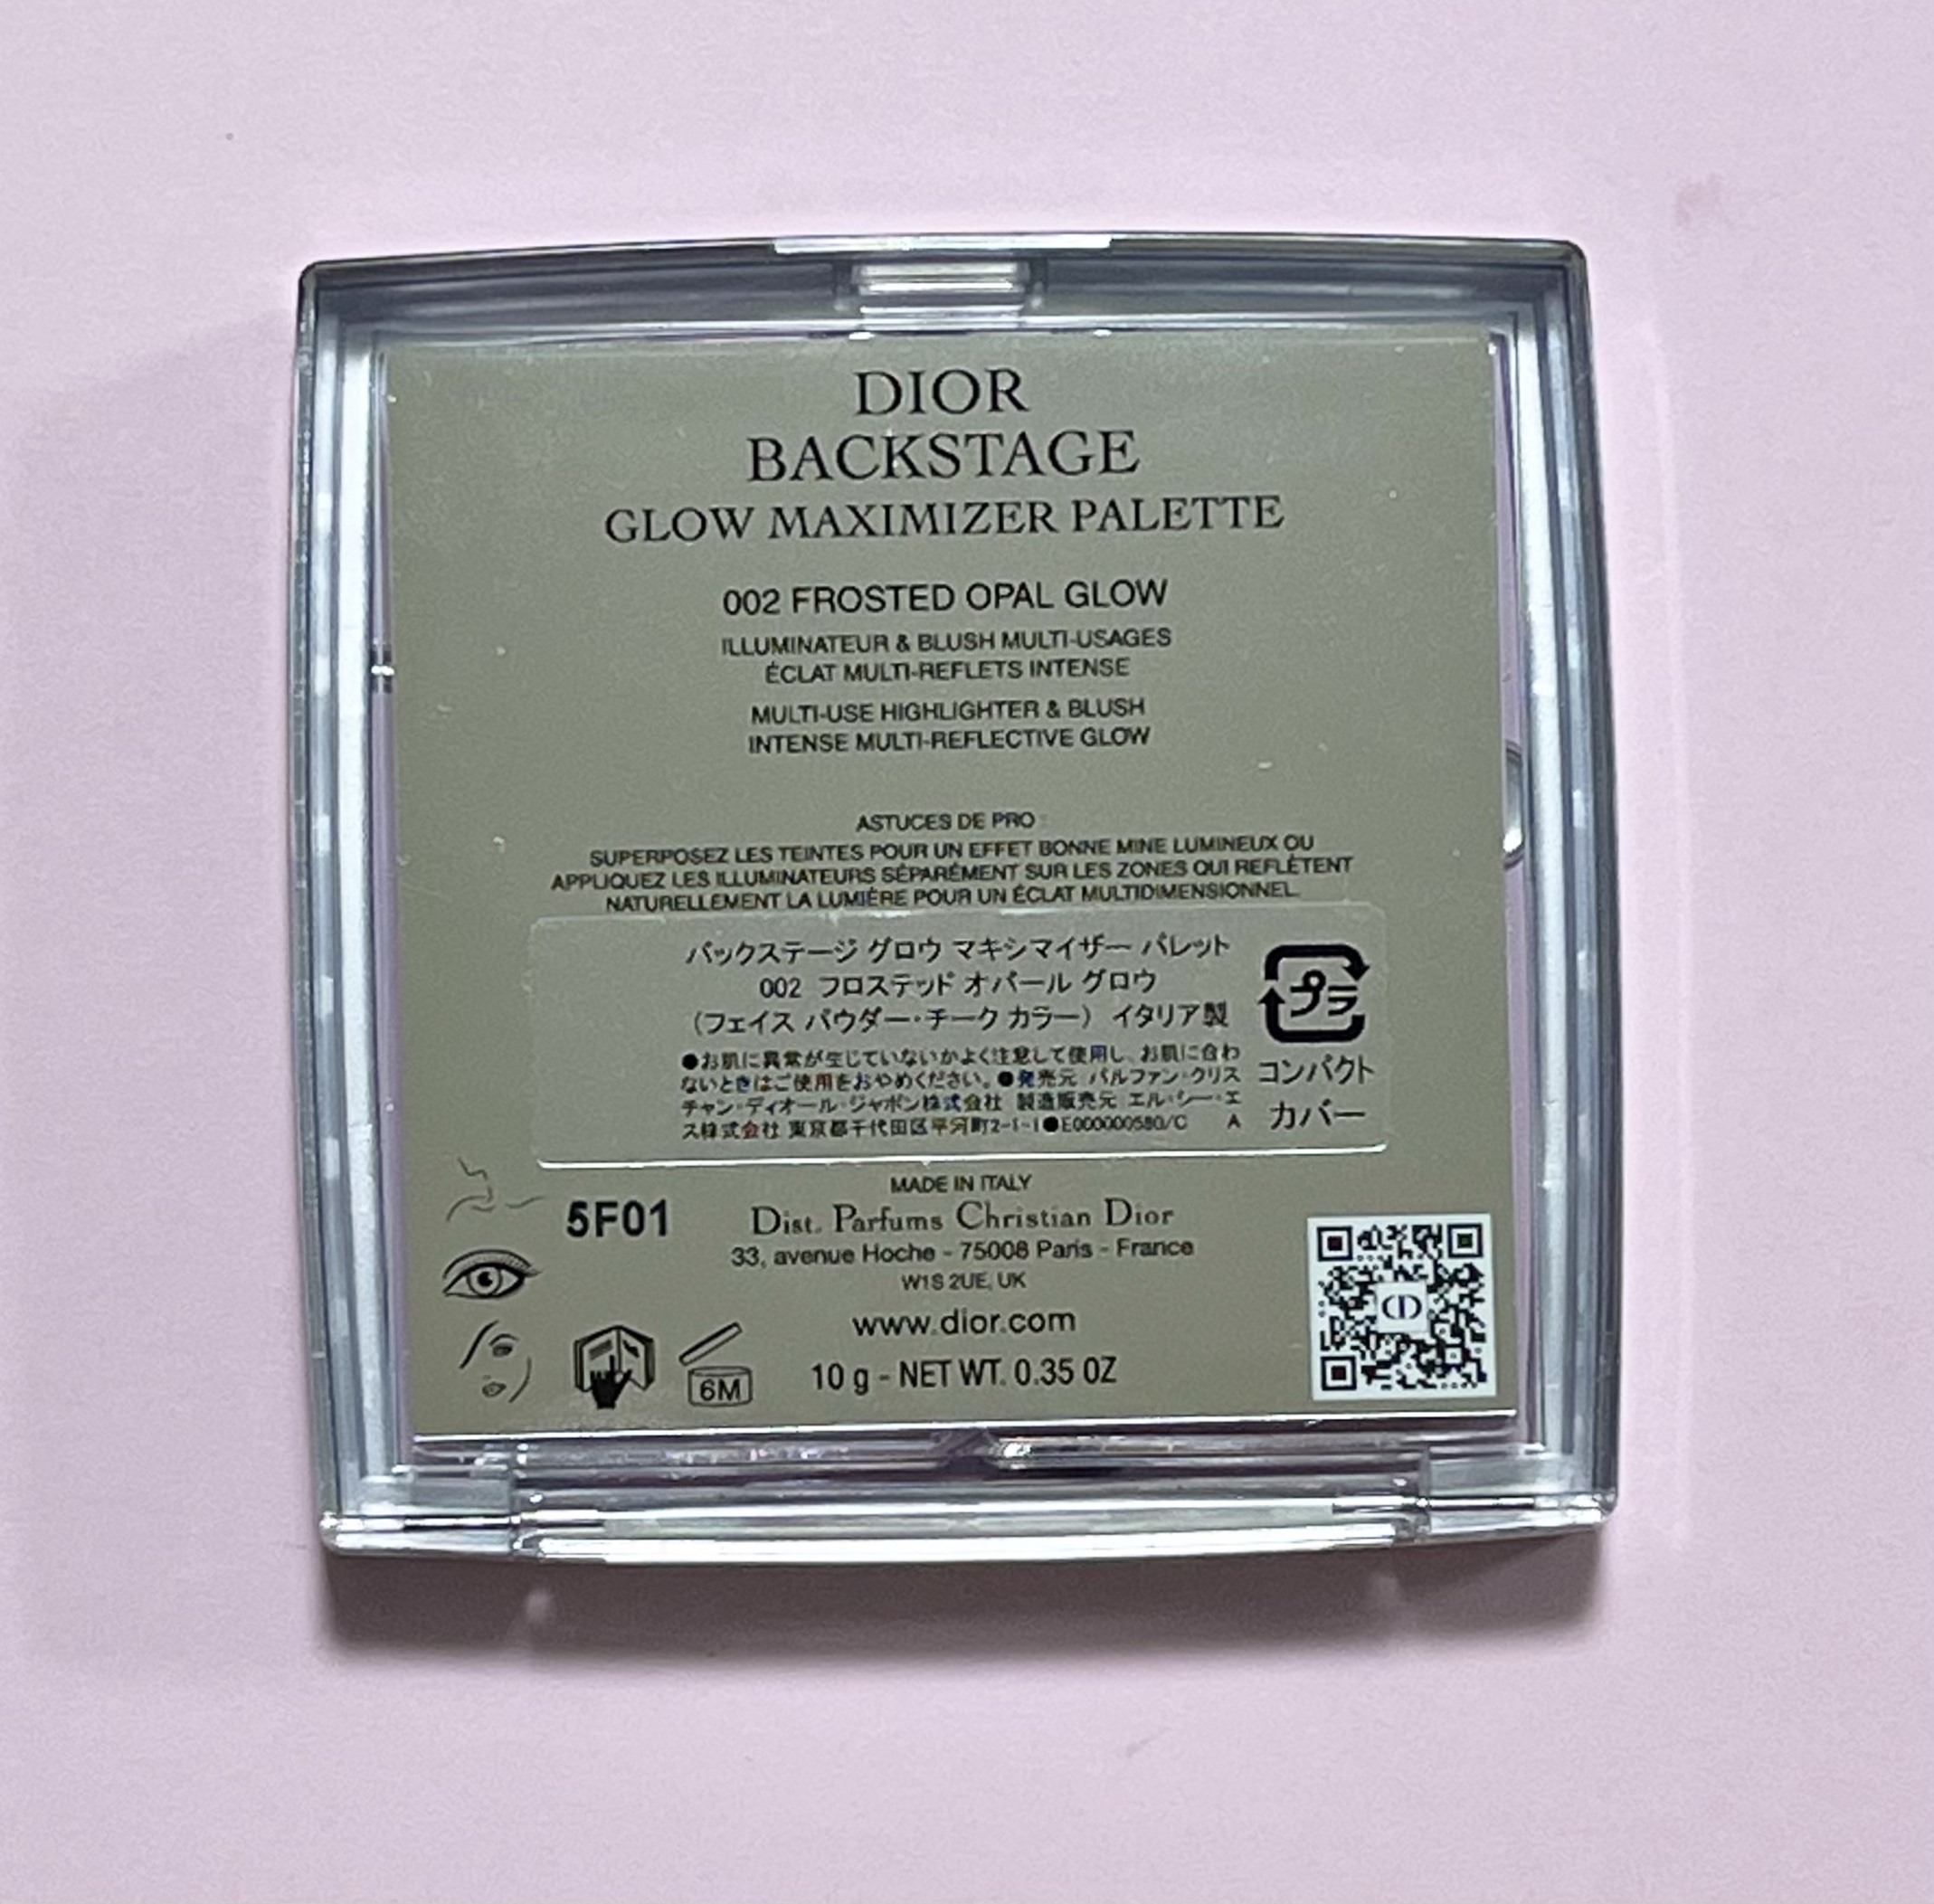 DIOR
BACKSTAGE
GLOW MAXIMIZER PALETTE
002 FROSTED OPAL GLOW
ILLUMINATEUR & BLUSH MULTI-USAGES
ÉCLAT MULTI-REFLETS INTENSE
MULTI-USE HIGHLIGHTER & BLUSH
INTENSE MULTI-REFLECTIVE GLOW
ASTUCES DE PRO
SUPERPOSEZ LES TEINTES POUR UN EFFET BONNE MINE LUMINEUX OU
APPLIQUEZ LES ILLUMINATEURS SÉPARÉMENT SUR LES ZONES QUI REFLÈTENT
NATURELLEMENT LA LUMIÈRE POUR UN ÉCLAT MULTIDIMENSIONNEL.
バックステージ グロウ マキシマイザー パレット
002 フロステッド オパール グロウ
（フェイス パウダー・チーク カラー） イタリア製
●お肌に異常が生じていないかよく注意して使用し、お肌に合わ
ないときはご使用をおやめください。●発売元 パルファン・クリス
チャン・ディオール・ジャポン株式会社 製造販売元 エル・シー・エ
ス株式会社 東京都千代田区平河町2-1-1●E000000580/C A
プラ
コンパクト
カバー
MADE IN ITALY
5F01
Dist. Parfums Christian Dior
33, avenue Hoche - 75008 Paris - France
W1S 2UE, UK
www.dior.com
10 g - NET WT. 0.35 OZ
6M
CD